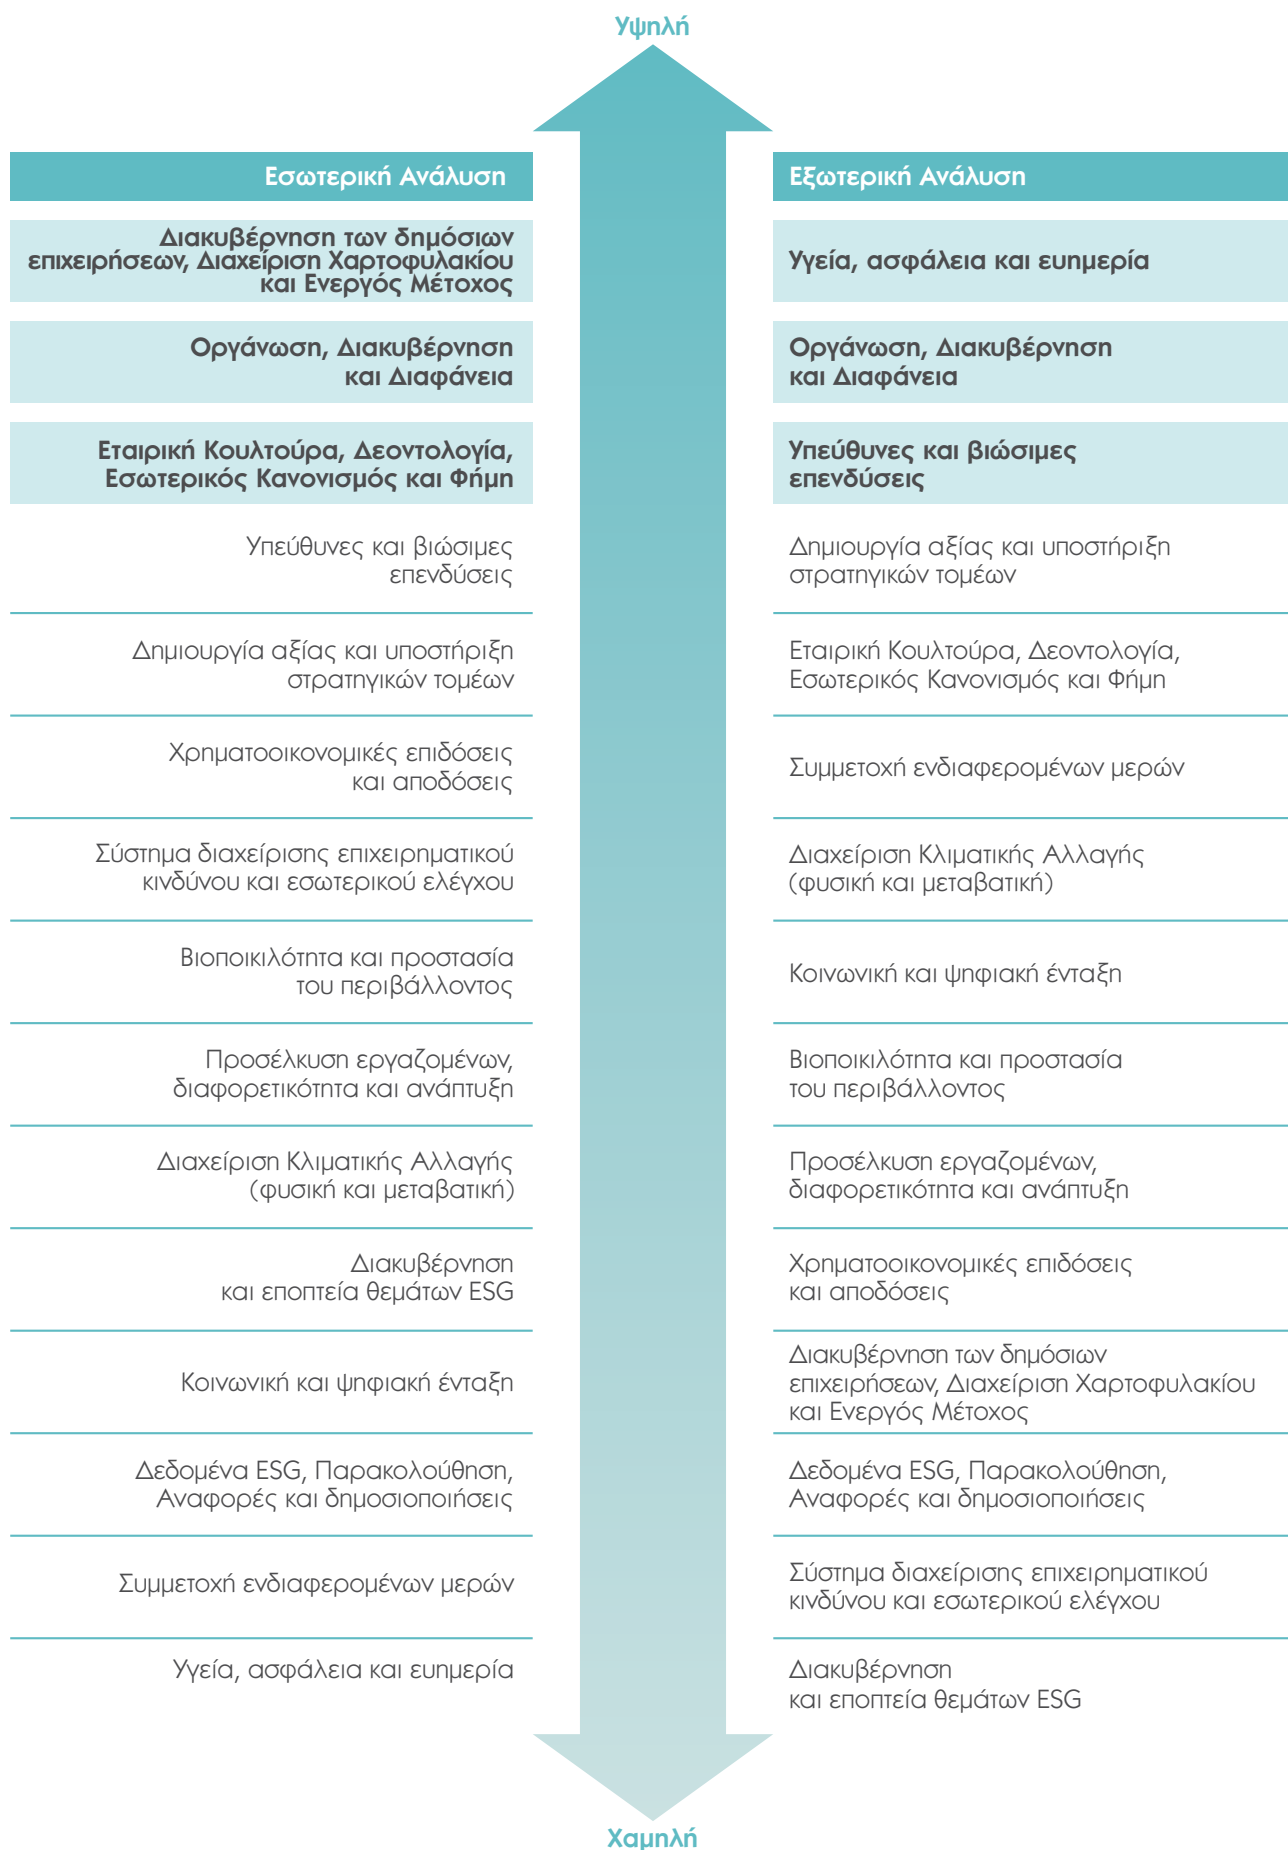 Υψηλή
Εσωτερική Ανάλυση
Διακυβέρνηση των δημόσιων
επιχειρήσεων, Διαχείριση Χαρτοφυλακίου
και Ενεργός Μέτοχος
Οργάνωση, Διακυβέρνηση
και Διαφάνεια
Εταιρική Κουλτούρα, Δεοντολογία,
Εσωτερικός Κανονισμός και Φήμη
Υπεύθυνες και βιώσιμες
επενδύσεις
Δημιουργία αξίας και υποστήριξη
στρατηγικών τομέων
Χρηματοοικονομικές επιδόσεις
και αποδόσεις
Σύστημα διαχείρισης επιχειρηματικού
κινδύνου και εσωτερικού ελέγχου
Βιοποικιλότητα και προστασία
του περιβάλλοντος
Προσέλκυση εργαζομένων,
διαφορετικότητα και ανάπτυξη
Διαχείριση Κλιματικής Αλλαγής
(φυσική και μεταβατική)
Διακυβέρνηση
και εποπτεία θεμάτων ESG
Κοινωνική και ψηφιακή ένταξη
Δεδομένα ESG, Παρακολούθηση,
Αναφορές και δημοσιοποιήσεις
Συμμετοχή ενδιαφερομένων μερών
Υγεία, ασφάλεια και ευημερία
Εξωτερική Ανάλυση
Υγεία, ασφάλεια και ευημερία
Οργάνωση, Διακυβέρνηση
και Διαφάνεια
Υπεύθυνες και βιώσιμες
επενδύσεις
Δημιουργία αξίας και υποστήριξη
στρατηγικών τομέων
Εταιρική Κουλτούρα, Δεοντολογία,
Εσωτερικός Κανονισμός και Φήμη
Συμμετοχή ενδιαφερομένων μερών
Διαχείριση Κλιματικής Αλλαγής
(φυσική και μεταβατική)
Κοινωνική και ψηφιακή ένταξη
Βιοποικιλότητα και προστασία
του περιβάλλοντος
Προσέλκυση εργαζομένων,
διαφορετικότητα και ανάπτυξη
Χρηματοοικονομικές επιδόσεις
και αποδόσεις
Διακυβέρνηση των δημόσιων
επιχειρήσεων, Διαχείριση Χαρτοφυλακίου
και Ενεργός Μέτοχος
Δεδομένα ESG, Παρακολούθηση,
Αναφορές και δημοσιοποιήσεις
Σύστημα διαχείρισης επιχειρηματικού
κινδύνου και εσωτερικού ελέγχου
Διακυβέρνηση
και εποπτεία θεμάτων ESG
Χαμηλή